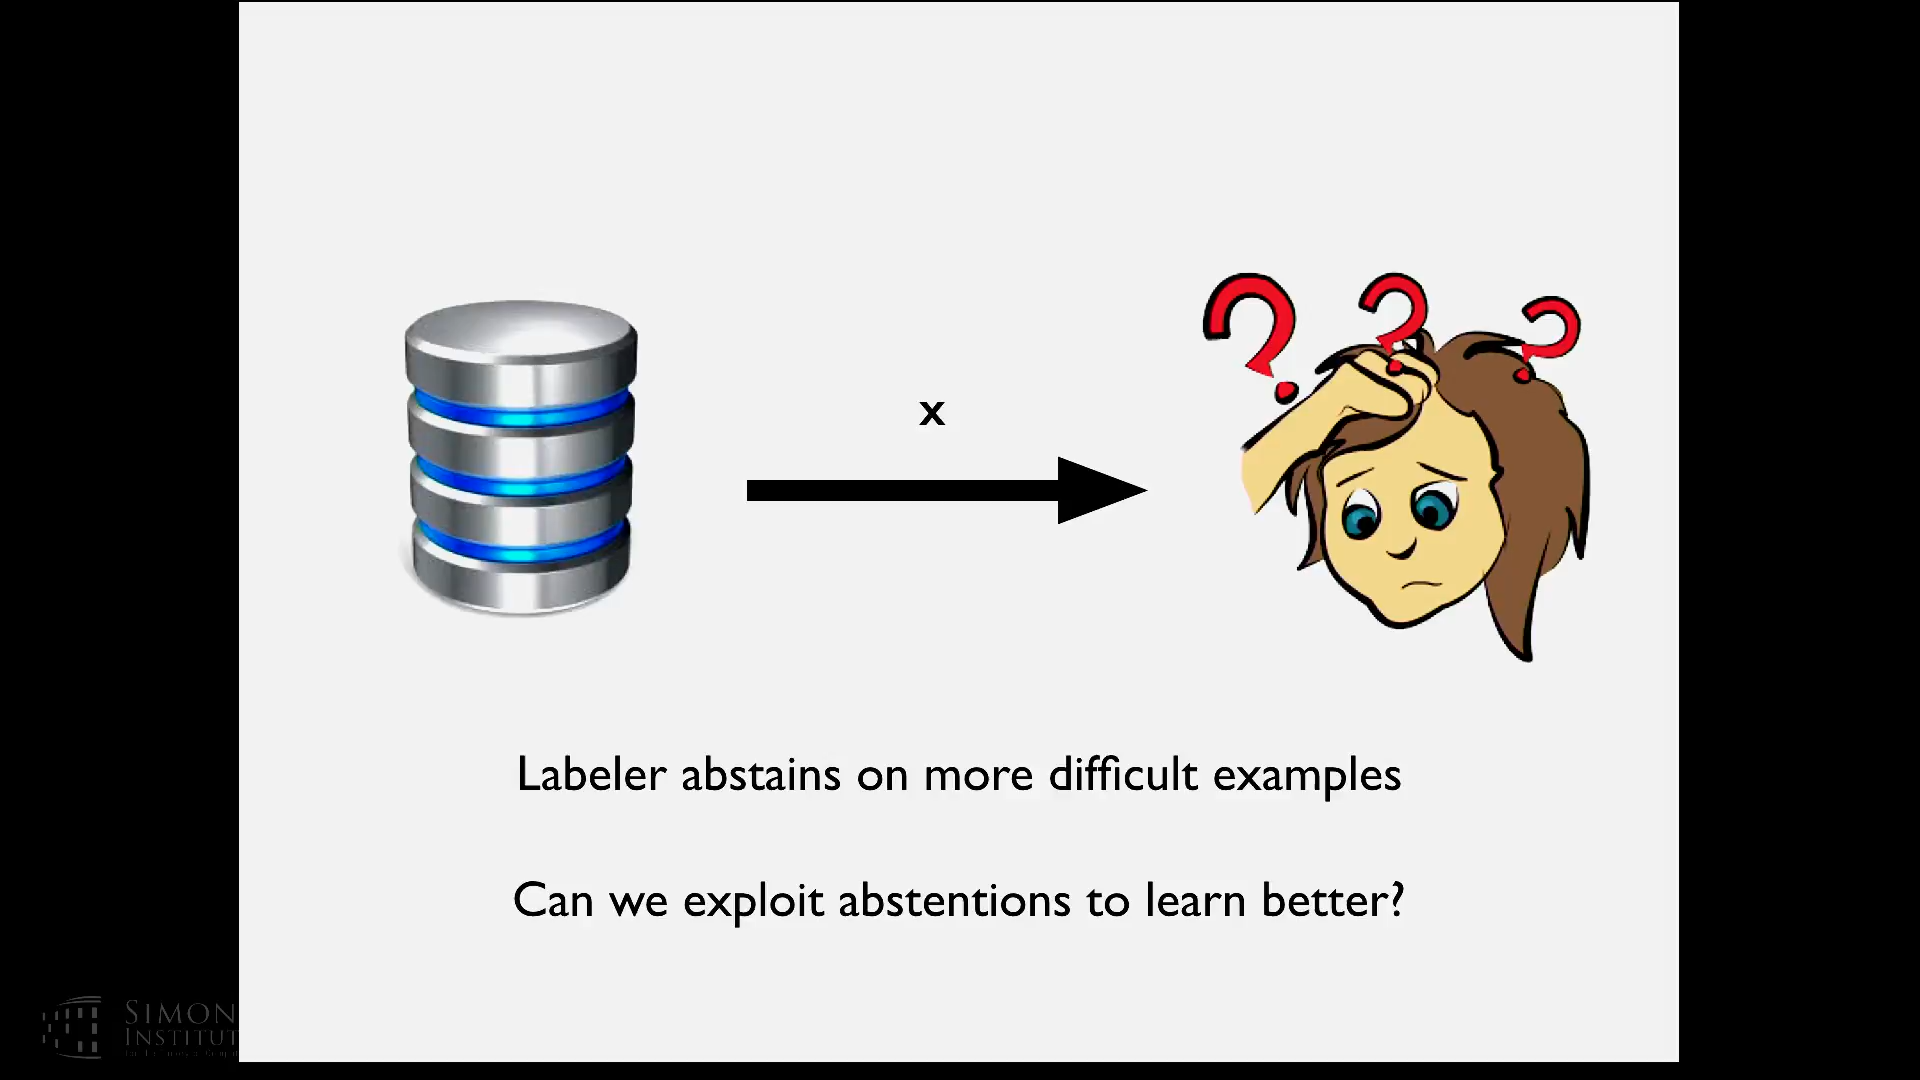 x
Labeler abstains on more difficult examples
Can we exploit abstentions to learn better?
SIMON
INSTITUT